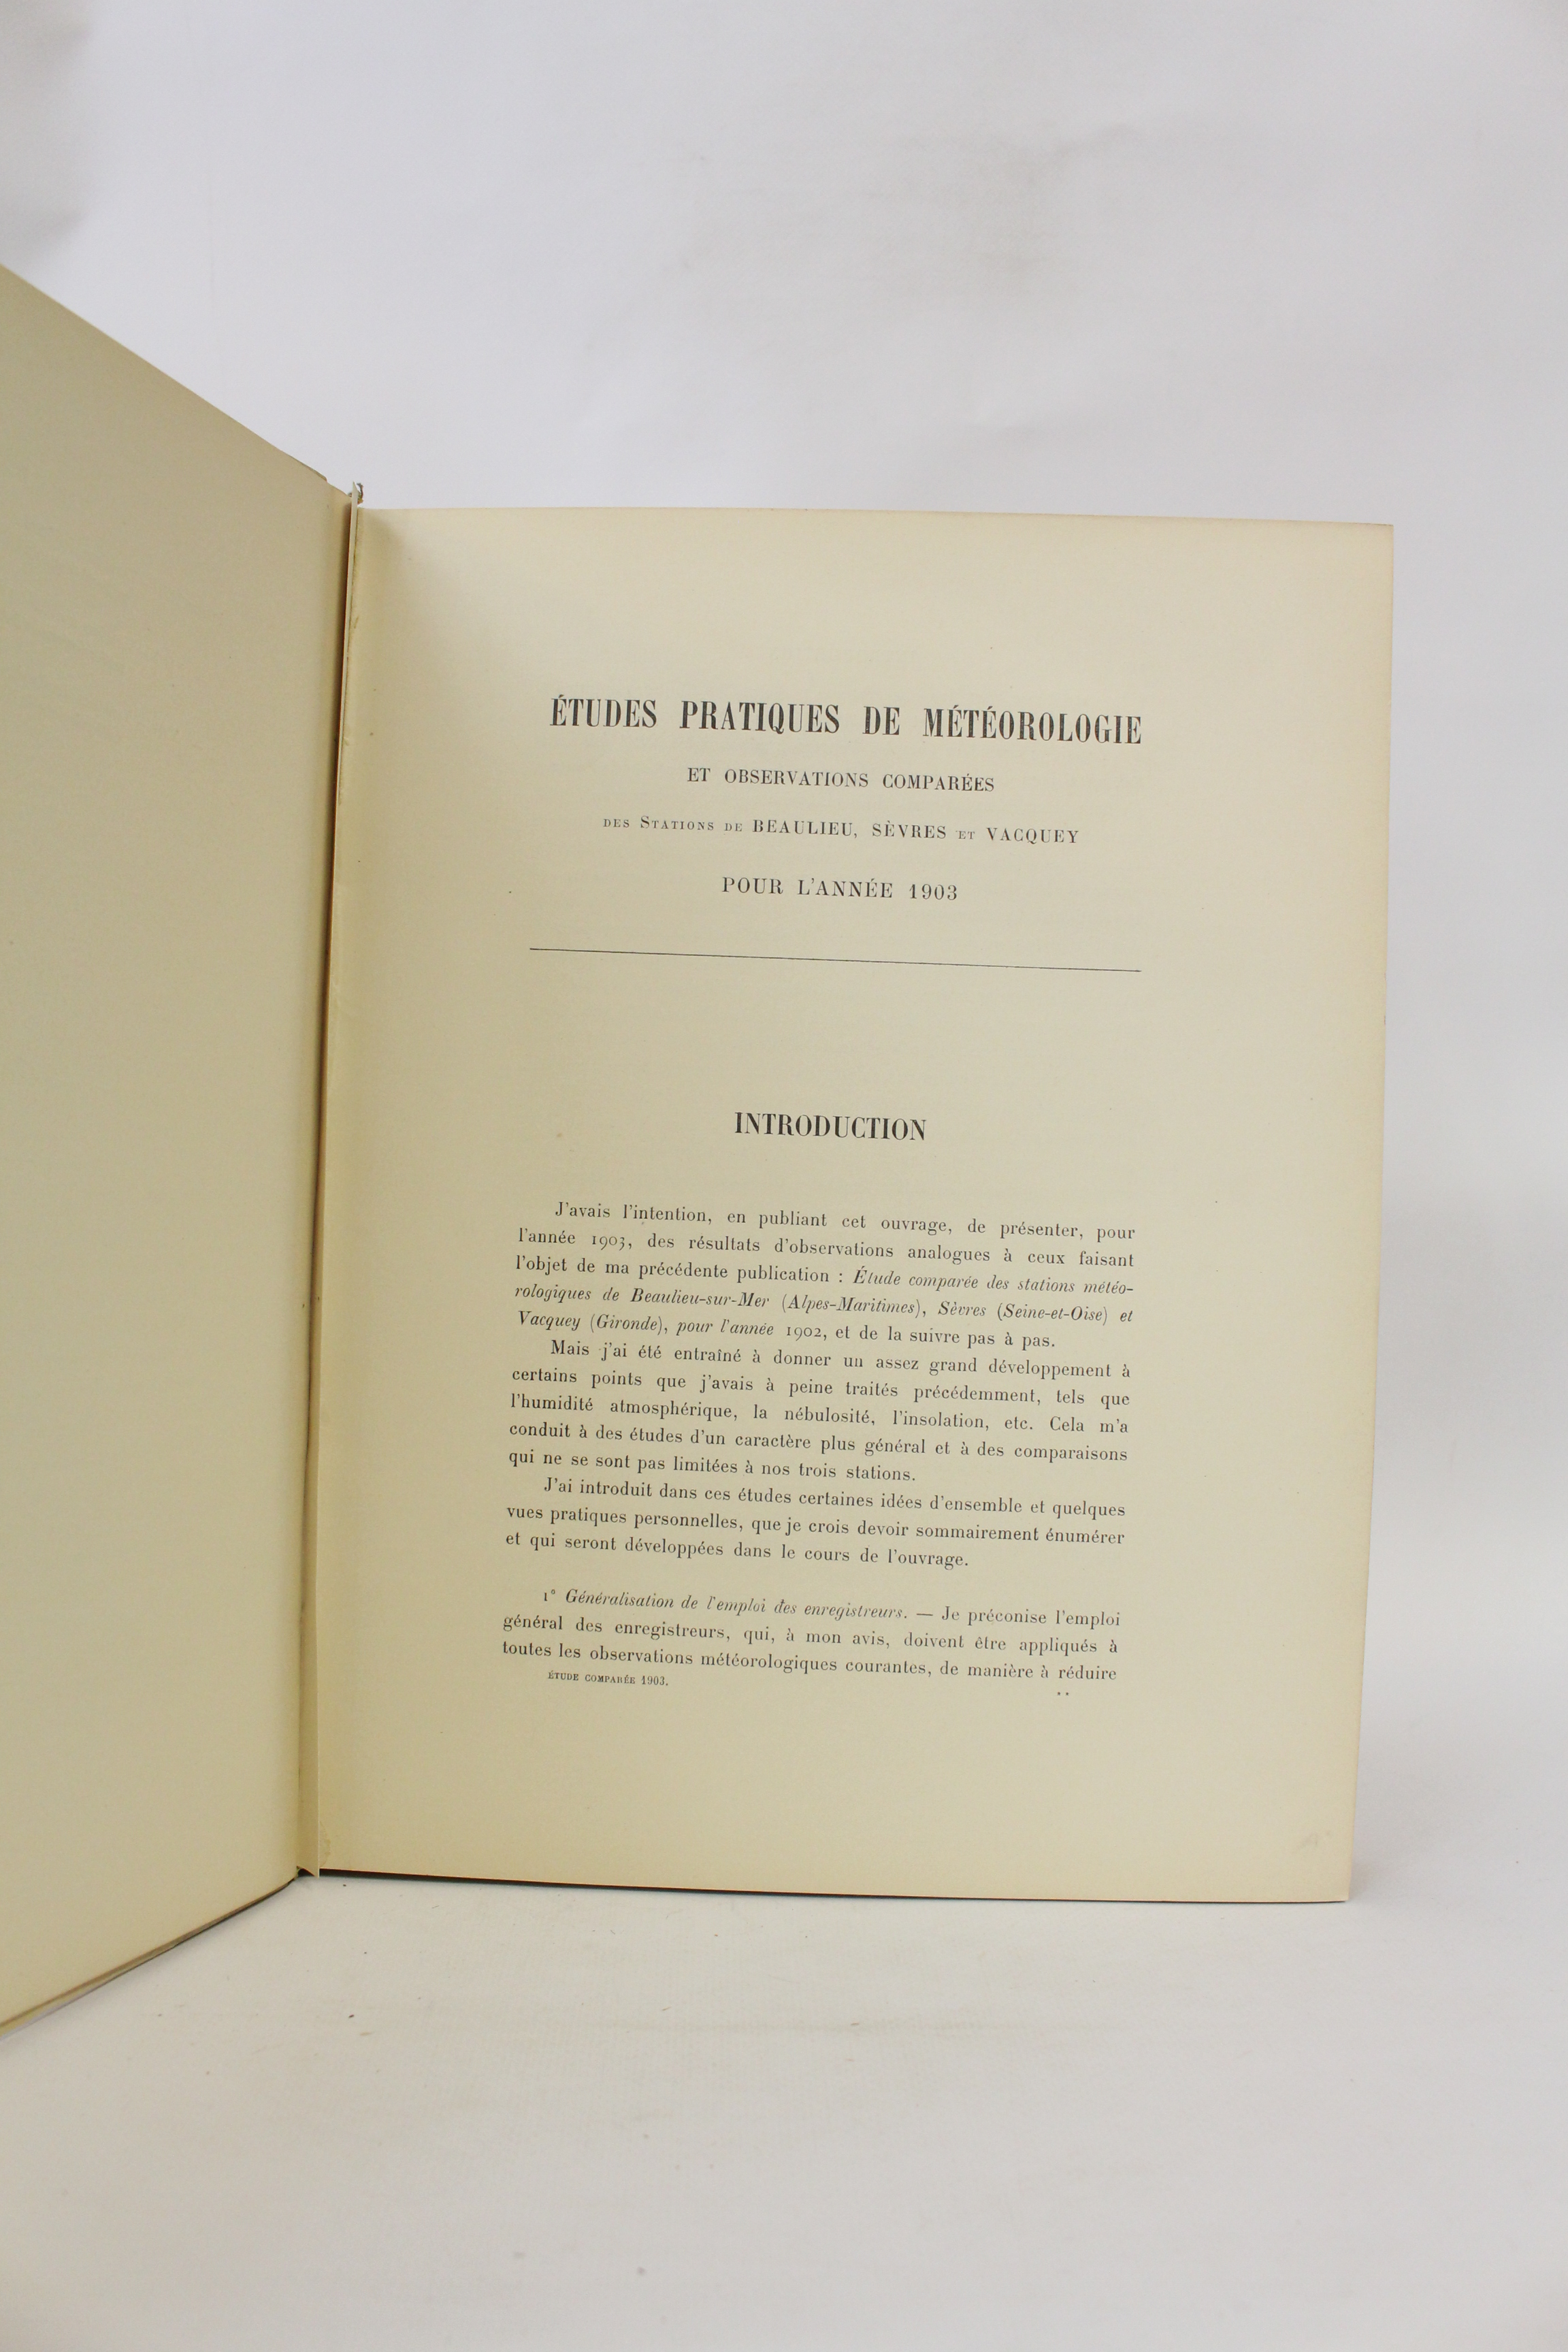 ÉTUDES PRATIQUES DE MÉTÉOROLOGIE
ET OBSERVATIONS COMPARÉES
DES STATIONS DE BEAULIEU, SÈVRES ET VACQUEY
POUR L'ANNÉE 1903
INTRODUCTION
J'avais l'intention, en publiant cet ouvrage, de présenter, pour
l'année 1903, des résultats d'observations analogues à ceux faisant
l'objet de ma précédente publication : Étude comparée des stations météo-
rologiques de Beaulieu-sur-Mer (Alpes-Maritimes), Sèvres (Seine-et-Oise) et
Vacquey (Gironde), pour l'année 1902, et de la suivre pas à pas.
Mais j'ai été entraîné à donner un assez grand développement à
certains points que j'avais à peine traités précédemment, tels que
l'humidité atmosphérique, la nébulosité, l'insolation, etc. Cela m'a
conduit à des études d'un caractère plus général et à des comparaisons
qui ne se sont pas limitées à nos trois stations.
J'ai introduit dans ces études certaines idées d'ensemble et quelques
vues pratiques personnelles, que je crois devoir sommairement énumérer
et qui seront développées dans le cours de l'ouvrage.
1° Généralisation de l'emploi des enregistreurs. — Je préconise l'emploi
général des enregistreurs, qui, à mon avis, doivent être appliqués à
toutes les observations météorologiques courantes, de manière à réduire
ÉTUDE COMPARÉE 1903.